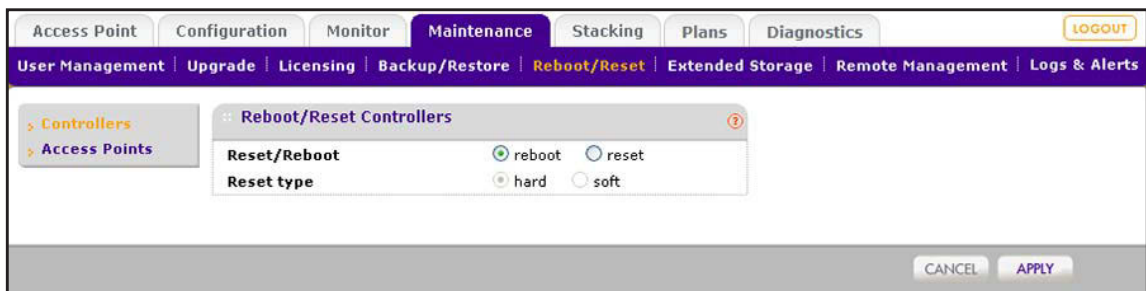 Access Point Configuration Monitor Maintenance Stacking Plans Diagnostics LOGOUT
User Management Upgrade Licensing Backup/Restore Reboot/Reset Extended Storage Remote Management Logs & Alerts
Controllers
Access Points
Reboot/Reset Controllers ?
Reset/Reboot reboot reset
Reset type hard soft
CANCEL APPLY